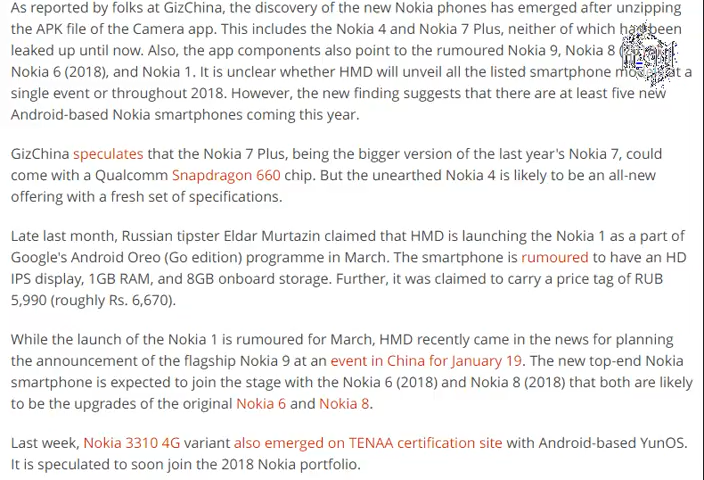 As reported by folks at GizChina, the discovery of the new Nokia phones has emerged after unzipping
the APK file of the Camera app. This includes the Nokia 4 and Nokia 7 Plus, neither of which had been
leaked up until now. Also, the app components also point to the rumoured Nokia 9, Nokia 8
Nokia 6 (2018), and Nokia 1. It is unclear whether HMD will unveil all the listed smartphone at a
single event or throughout 2018. However, the new finding suggests that there are at least five new
Android-based Nokia smartphones coming this year.
GizChina speculates that the Nokia 7 Plus, being the bigger version of the last year's Nokia 7, could
come with a Qualcomm Snapdragon 660 chip. But the unearthed Nokia 4 is likely to be an all-new
offering with a fresh set of specifications.
Late last month, Russian tipster Eldar Murtazin claimed that HMD is launching the Nokia 1 as a part of
Google's Android Oreo (Go edition) programme in March. The smartphone is rumoured to have an HD
IPS display, 1GB RAM, and 8GB onboard storage. Further, it was claimed to carry a price tag of RUB
5,990 (roughly Rs. 6,670).
While the launch of the Nokia 1 is rumoured for March, HMD recently came in the news for planning
the announcement of the flagship Nokia 9 at an event in China for January 19. The new top-end Nokia
smartphone is expected to join the stage with the Nokia 6 (2018) and Nokia 8 (2018) that both are likely
to be the upgrades of the original Nokia 6 and Nokia 8.
Last week, Nokia 3310 4G variant also emerged on TENAA certification site with Android-based YunOS.
It is speculated to soon join the 2018 Nokia portfolio.